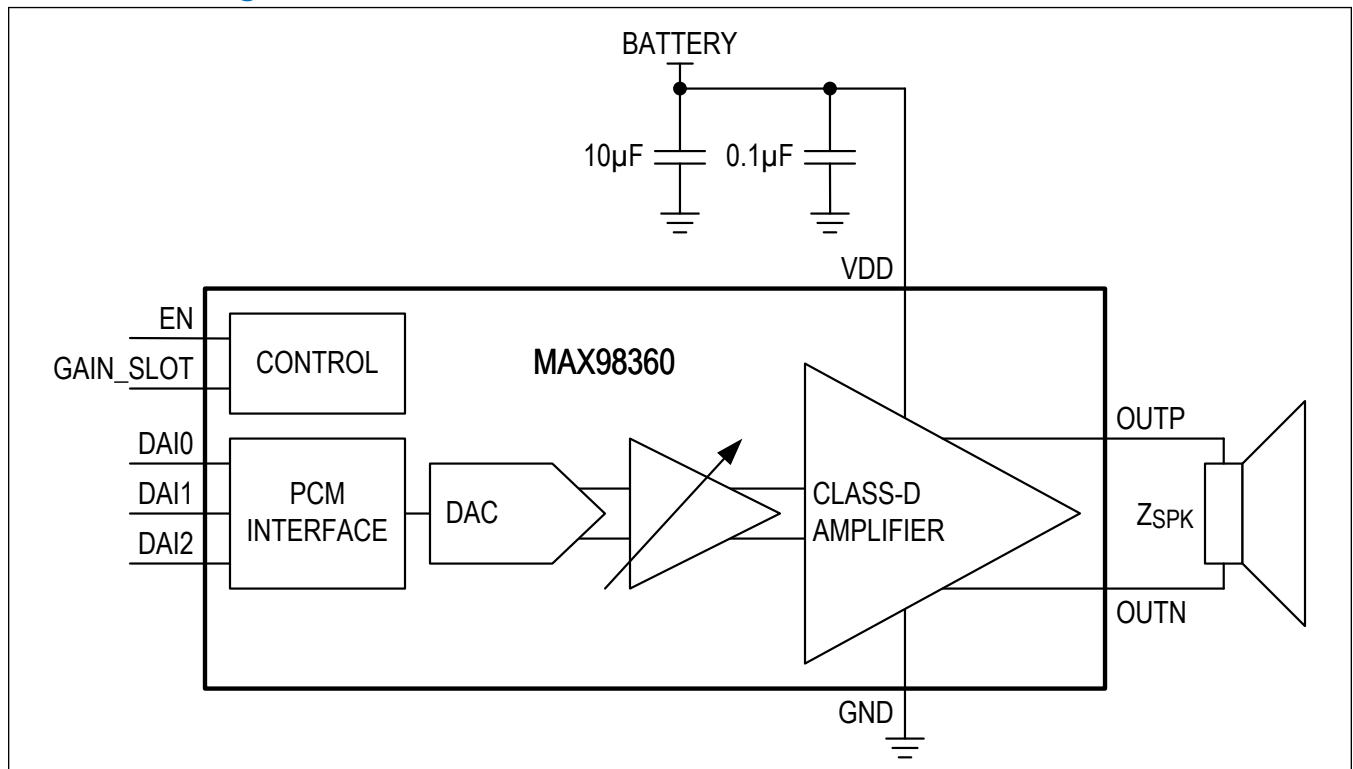 BATTERY
10µF
0.1µF
VDD
EN
GAIN_SLOT
CONTROL
MAX98360
DAI0
DAI1
DAI2
PCM
INTERFACE
DAC
CLASS-D
AMPLIFIER
OUTP
ZSPK
OUTN
GND